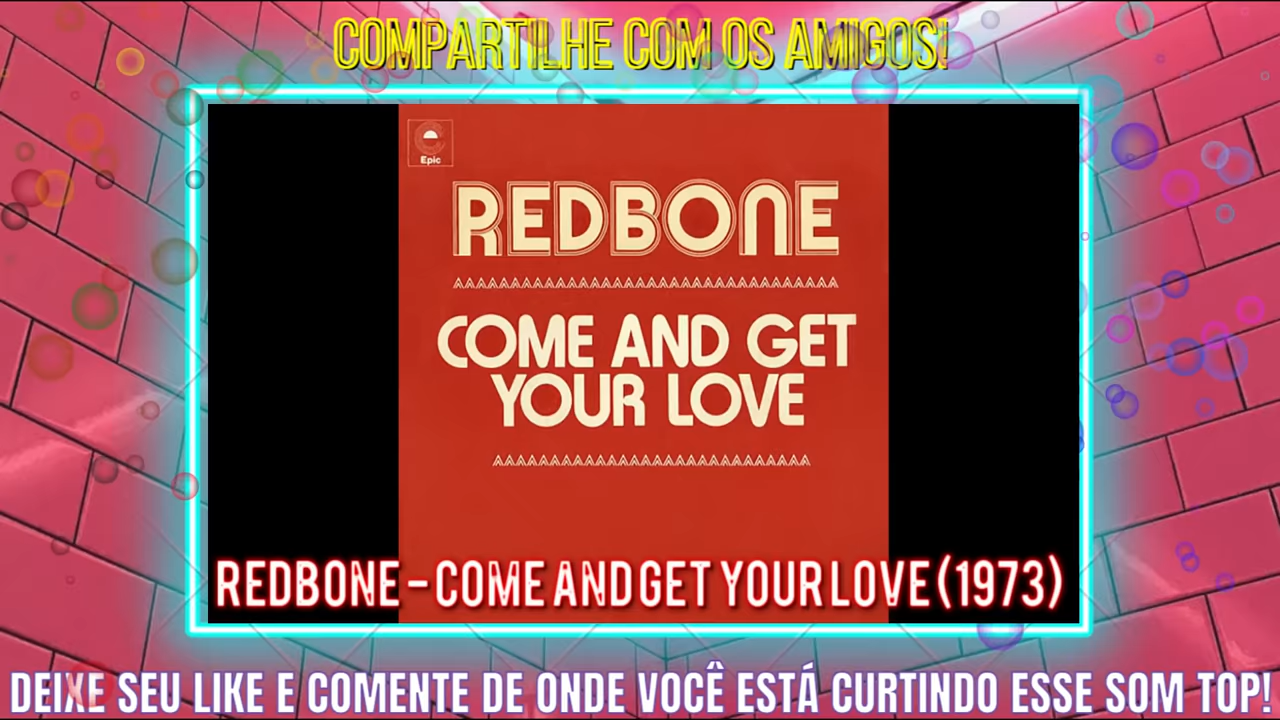 COMPARTILHE COM OS AMIGOS!
Epic
REDBONE
COME AND GET
YOUR LOVE
REDBONE - COME AND GET YOUR LOVE (1973)
DEIXE SEU LIKE E COMENTE DE ONDE VOCÊ ESTÁ CURTINDO ESSE SOM TOP!